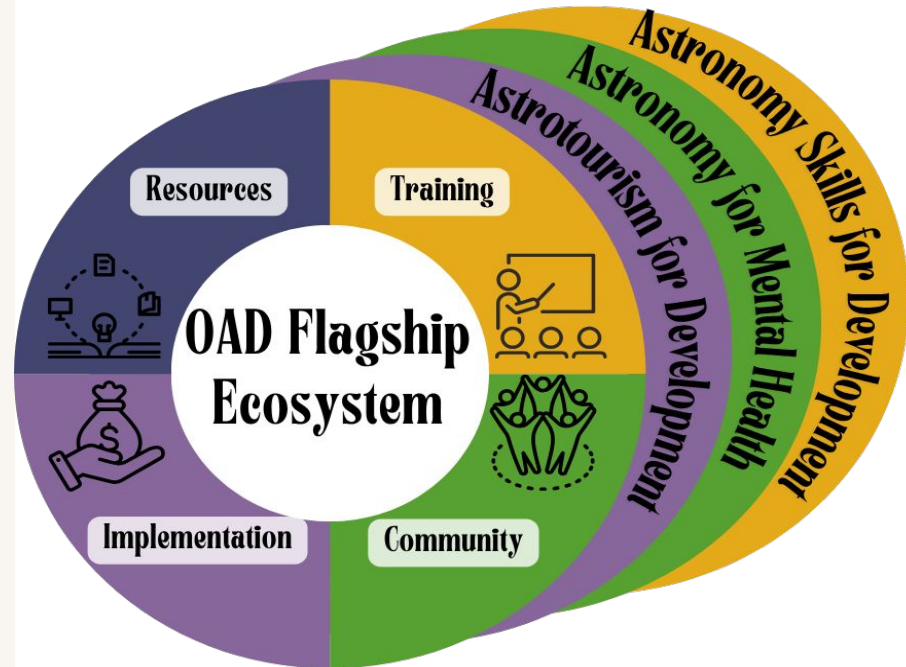 Resources
Training
OAD Flagship
Ecosystem
$
Implementation
Community
Astrotourism for Development
Astronomy for Mental Health
Astronomy Skills for Development